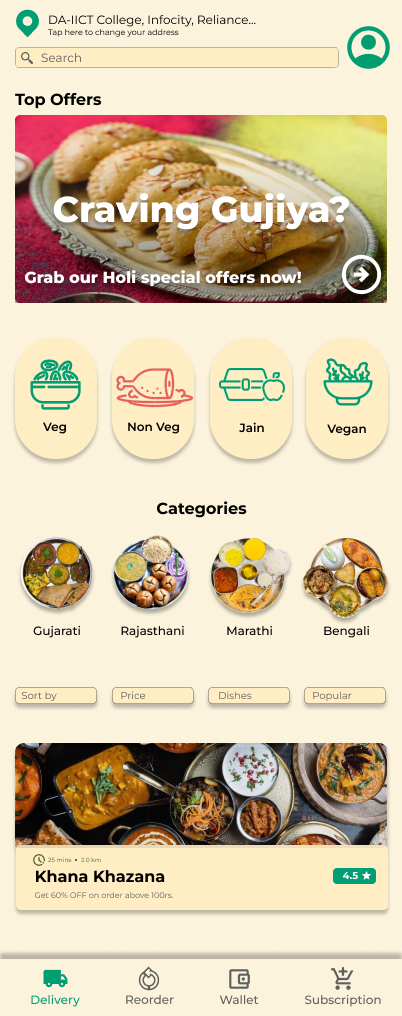 DA-IICT College, Infocity, Reliance...
Tap here to change your address
Search
Top Offers
Craving Gujiya?
Grab our Holi special offers now!
Veg
Non Veg
Jain
Vegan
Categories
Gujarati
Rajasthani
Marathi
Bengali
Sort by
Price
Dishes
Popular
25 mins • 2.0 km
Khana Khazana
4.5
Get 60% OFF on order above 100rs.
Delivery
Reorder
Wallet
Subscription